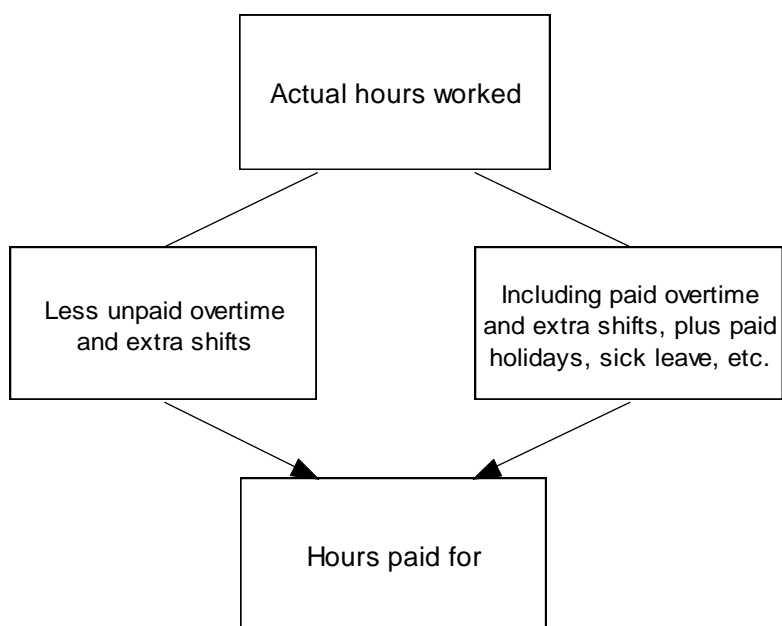 Actual hours worked
Less unpaid overtime
and extra shifts
Including paid overtime
and extra shifts, plus paid
holidays, sick leave, etc.
Hours paid for